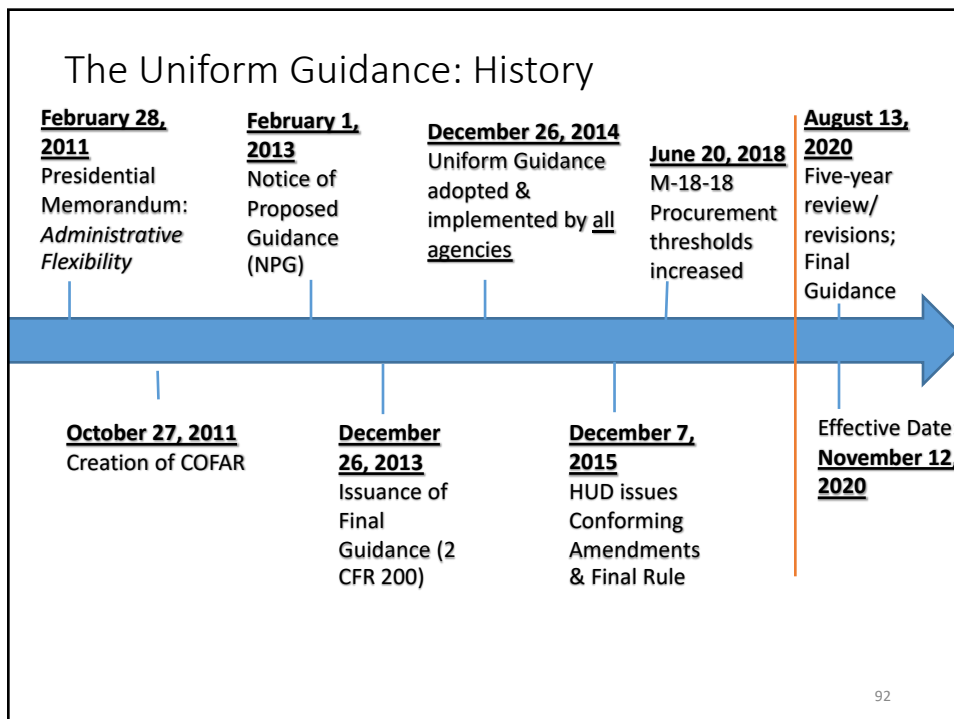 The Uniform Guidance: History
February 28,
2011
Presidential
Memorandum:
Administrative
Flexibility
February 1,
2013
Notice of
Proposed
Guidance
(NPG)
December 26, 2014
Uniform Guidance
adopted &
implemented by all
agencies
June 20, 2018
M-18-18
Procurement
thresholds
increased
August 13,
2020
Five-year
review/
revisions;
Final
Guidance
October 27, 2011
Creation of COFAR
December
26, 2013
Issuance of
Final
Guidance (2
CFR 200)
December 7,
2015
HUD issues
Conforming
Amendments
& Final Rule
Effective Date
November 12,
2020
92